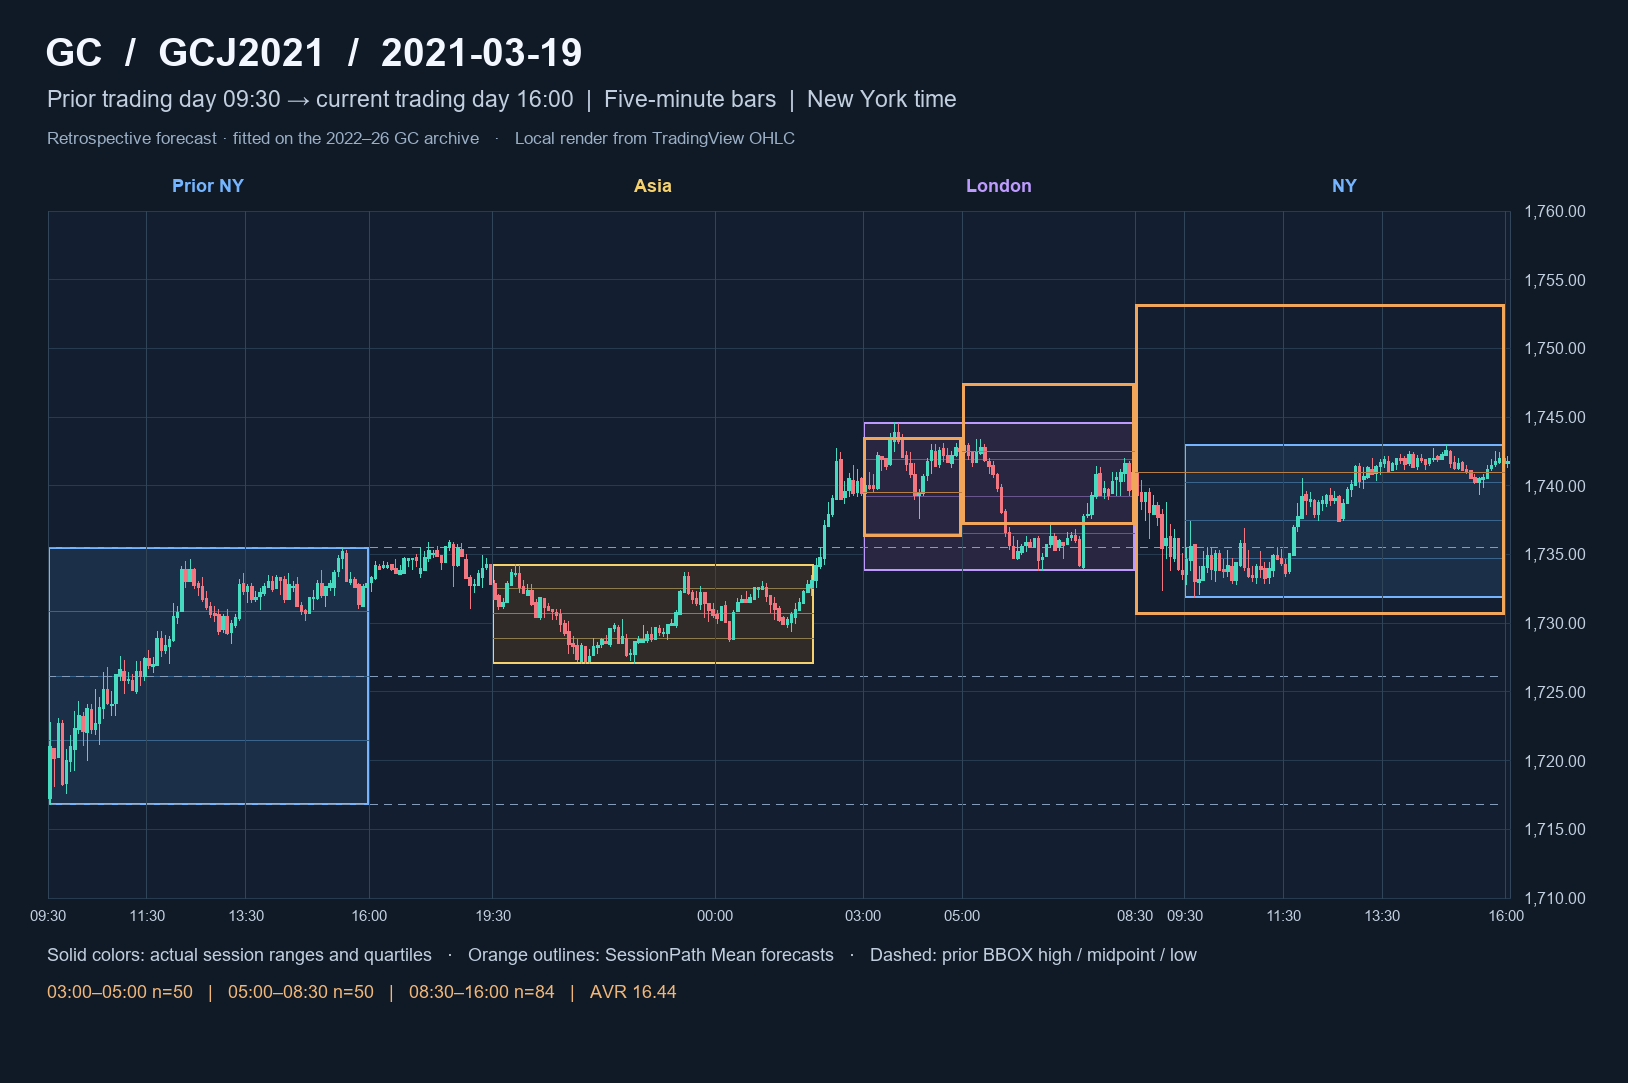 GC / GCJ2021 / 2021-03-19
Prior trading day 09:30 → current trading day 16:00 | Five-minute bars | New York time
Retrospective forecast · fitted on the 2022–26 GC archive · Local render from TradingView OHLC
Prior NY Asia London NY
1,760.00
1,755.00
1,750.00
1,745.00
1,740.00
1,735.00
1,730.00
1,725.00
1,720.00
1,715.00
1,710.00
09:30 11:30 13:30 16:00 19:30 00:00 03:00 05:00 08:30 09:30 11:30 13:30 16:00
Solid colors: actual session ranges and quartiles · Orange outlines: SessionPath Mean forecasts · Dashed: prior BBOX high / midpoint / low
03:00–05:00 n=50 | 05:00–08:30 n=50 | 08:30–16:00 n=84 | AVR 16.44